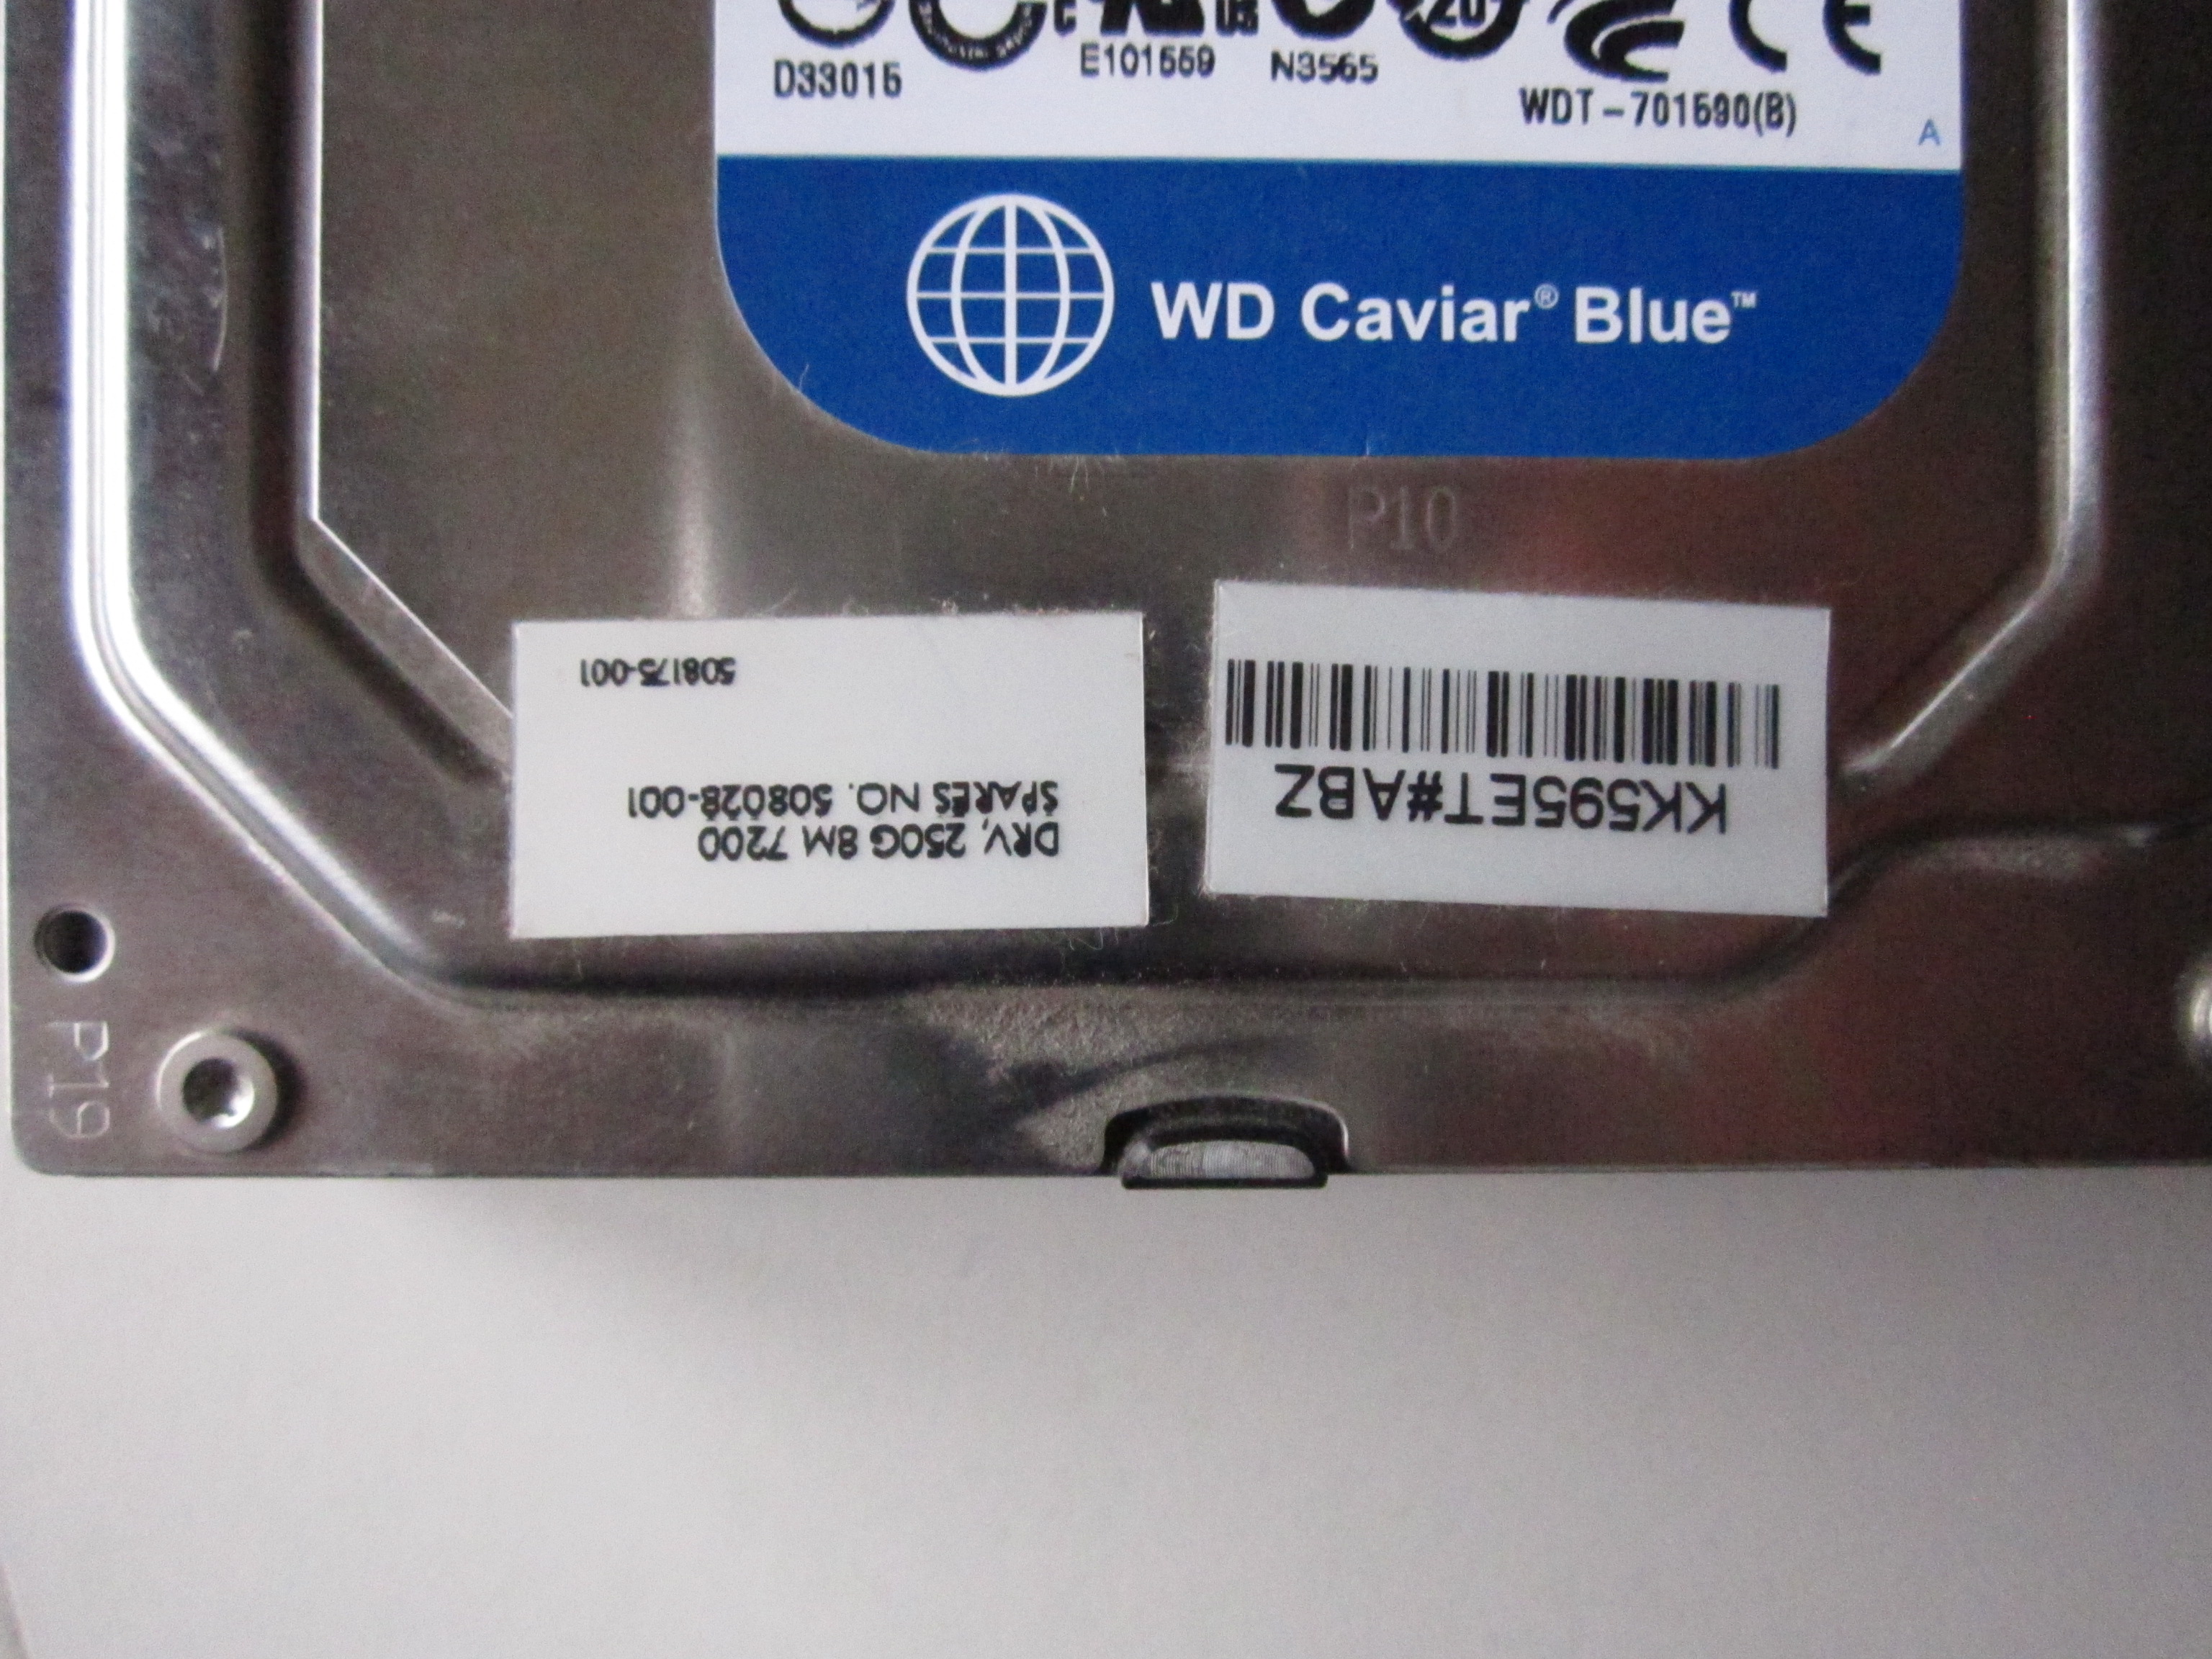 D33015
E101559
N3565
WDT-701590(B)
A
WD Caviar® Blue™
P10
DRV, 250G 8M 7200
SPARES NO. 508028-001
508175-001
KK595ET#ABZ
P19